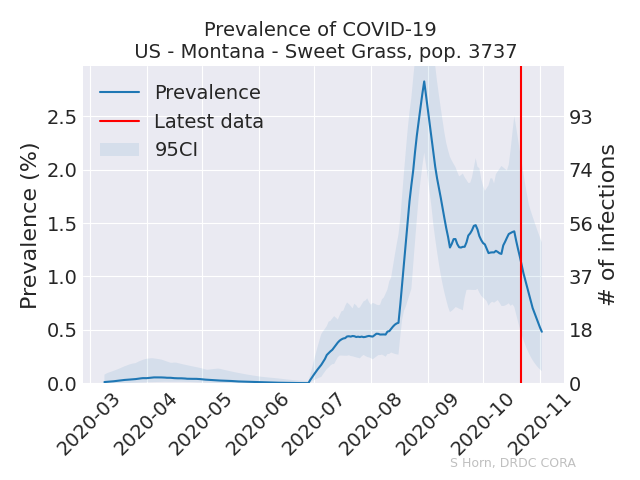 Prevalence of COVID-19
US - Montana - Sweet Grass, pop. 3737
Prevalence
Latest data
95CI
Prevalence (%)
2.5
2.0
1.5
1.0
0.5
0.0
93
74
56
37
18
0
# of infections
2020-03
2020-04
2020-05
2020-06
2020-07
2020-08
2020-09
2020-10
2020-11
S Horn, DRDC CORA